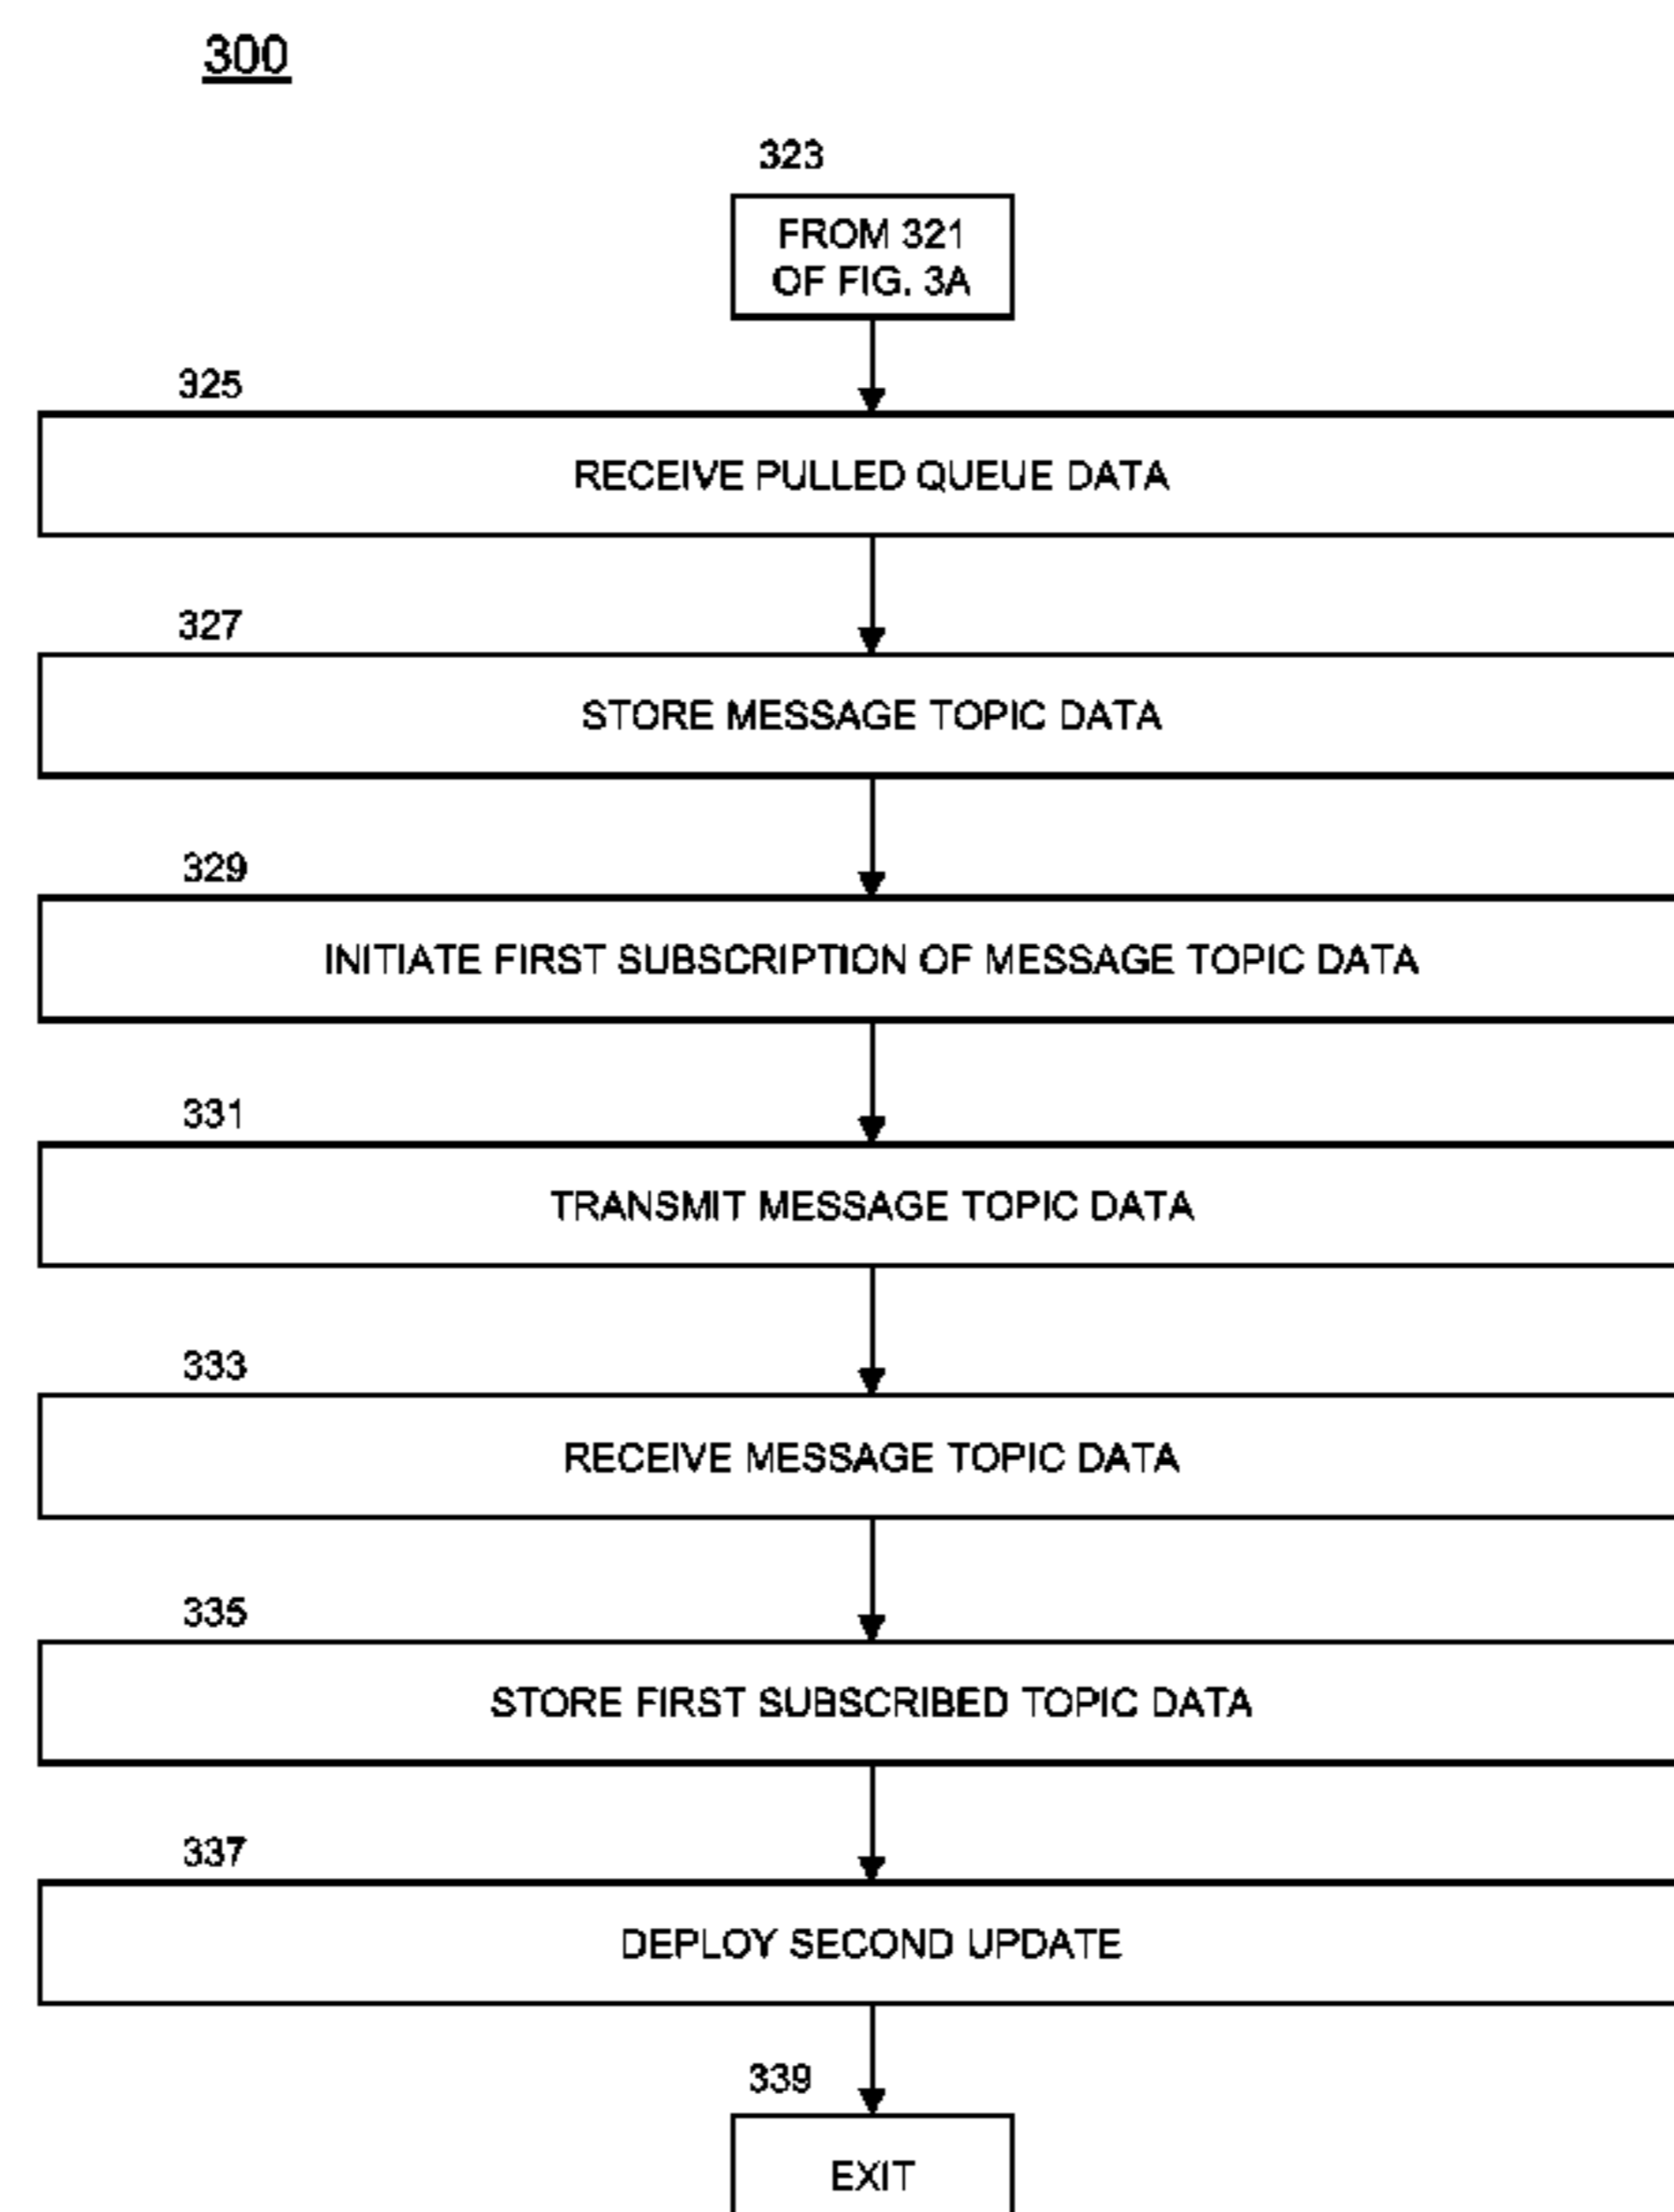 300
323
FROM 321
OF FIG. 3A
325
RECEIVE PULLED QUEUE DATA
327
STORE MESSAGE TOPIC DATA
329
INITIATE FIRST SUBSCRIPTION OF MESSAGE TOPIC DATA
331
TRANSMIT MESSAGE TOPIC DATA
333
RECEIVE MESSAGE TOPIC DATA
335
STORE FIRST SUBSCRIBED TOPIC DATA
337
DEPLOY SECOND UPDATE
339
EXIT